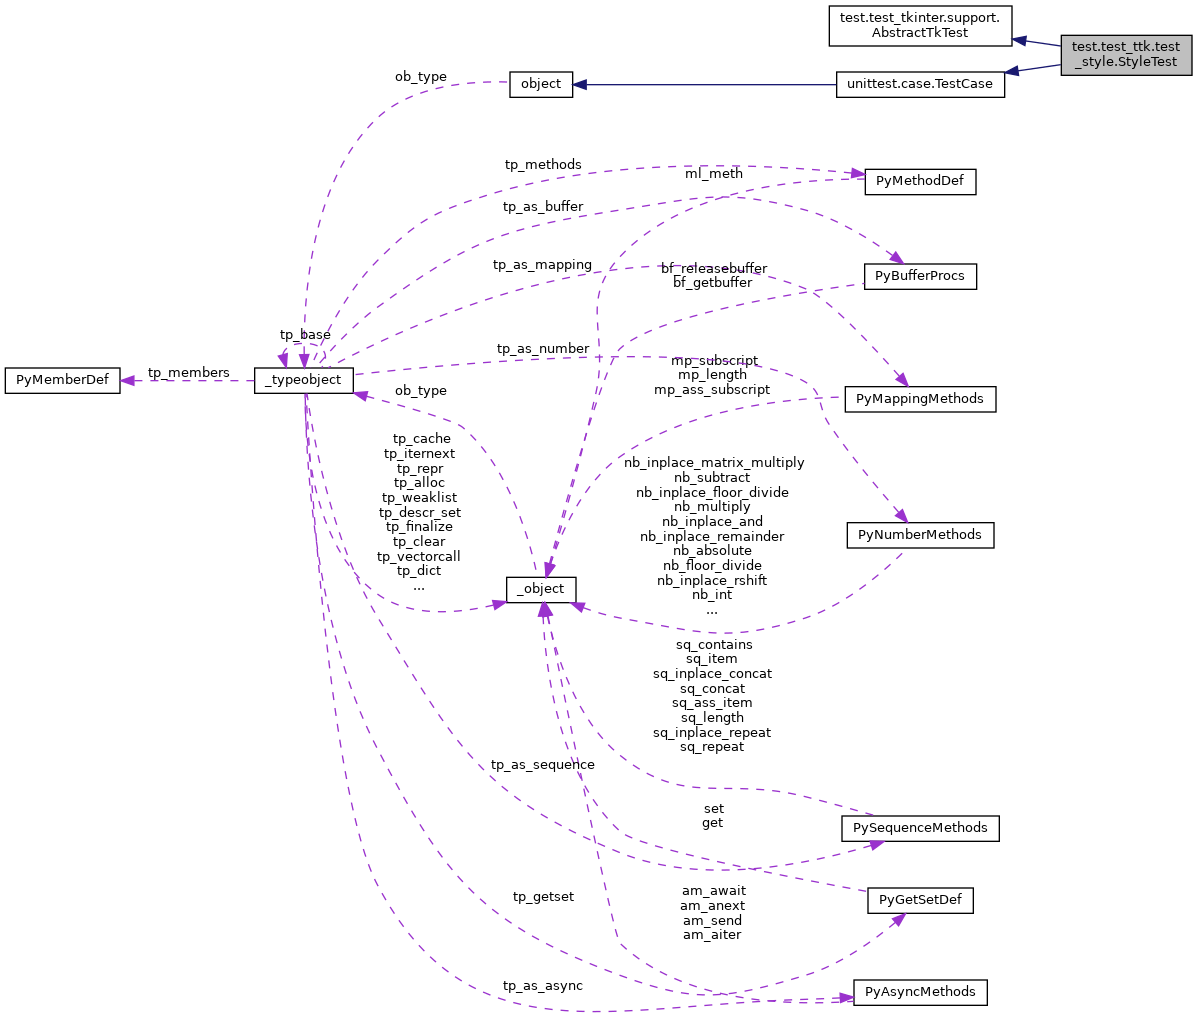 test.test_tkinter.support.
AbstractTkTest
test.test_ttk.test
_style.StyleTest
ob_type
object
unittest.case.TestCase
tp_methods
ml_meth
PyMethodDef
tp_as_buffer
tp_as_mapping
bf_releasebuffer
bf_getbuffer
PyBufferProcs
tp_base
tp_as_number
mp_subscript
mp_length
mp_ass_subscript
PyMemberDef
tp_members
_typeobject
ob_type
PyMappingMethods
tp_cache
tp_iternext
tp_repr
tp_alloc
tp_weaklist
tp_descr_set
tp_finalize
tp_clear
tp_vectorcall
tp_dict
...
nb_inplace_matrix_multiply
nb_subtract
nb_inplace_floor_divide
nb_multiply
nb_inplace_and
nb_inplace_remainder
nb_absolute
nb_floor_divide
nb_inplace_rshift
nb_int
...
PyNumberMethods
_object
sq_contains
sq_item
sq_inplace_concat
sq_concat
sq_ass_item
sq_length
sq_inplace_repeat
sq_repeat
tp_as_sequence
set
get
PySequenceMethods
tp_getset
am_await
am_anext
am_send
am_aiter
PyGetSetDef
tp_as_async
PyAsyncMethods